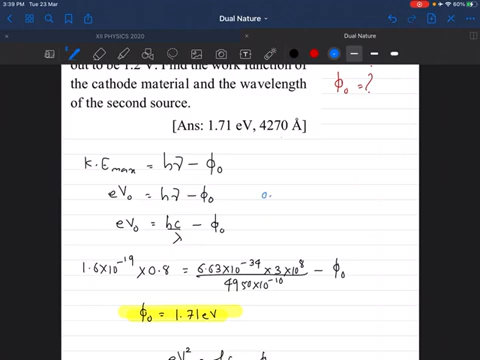 3:39 PM Tue 23 Mar
Dual Nature
60%
XII PHYSICS 2020
Dual Nature
out to be 1.2 V. Find the work function of
the cathode material and the wavelength
of the second source.
[Ans: 1.71 eV, 4270 Å]
ϕ₀ = ?
K.E_max = hν − ϕ₀
eV₀ = hν − ϕ₀
eV₀ = hc/λ − ϕ₀
1.6×10⁻¹⁹ × 0.8 = 6.63×10⁻³⁴ × 3×10⁸ / 4950×10⁻¹⁰ − ϕ₀
ϕ₀ = 1.71 eV